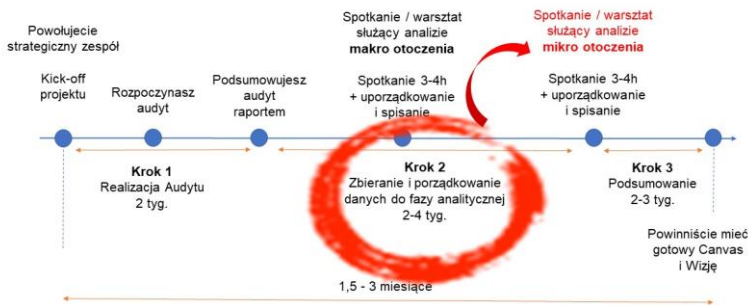 Powołujecie
strategiczny zespół
Kick-off
projektu
Rozpoczynasz
audyt
Podsumowujesz
audyt
raportem
Spotkanie / warsztat
służący analizie
makro otoczenia
Spotkanie 3-4h
+ uporządkowanie
i spisanie
Spotkanie / warsztat
służący analizie
mikro otoczenia
Spotkanie 3-4h
+ uporządkowanie
i spisanie
Krok 1
Realizacja Audytu
2 tyg.
Krok 2
Zbieranie i porządkowanie
danych do fazy analitycznej
2-4 tyg.
Krok 3
Podsumowanie
2-3 tyg.
Powinniście mieć
gotowy Canvas
i Wizję
1,5 - 3 miesiące